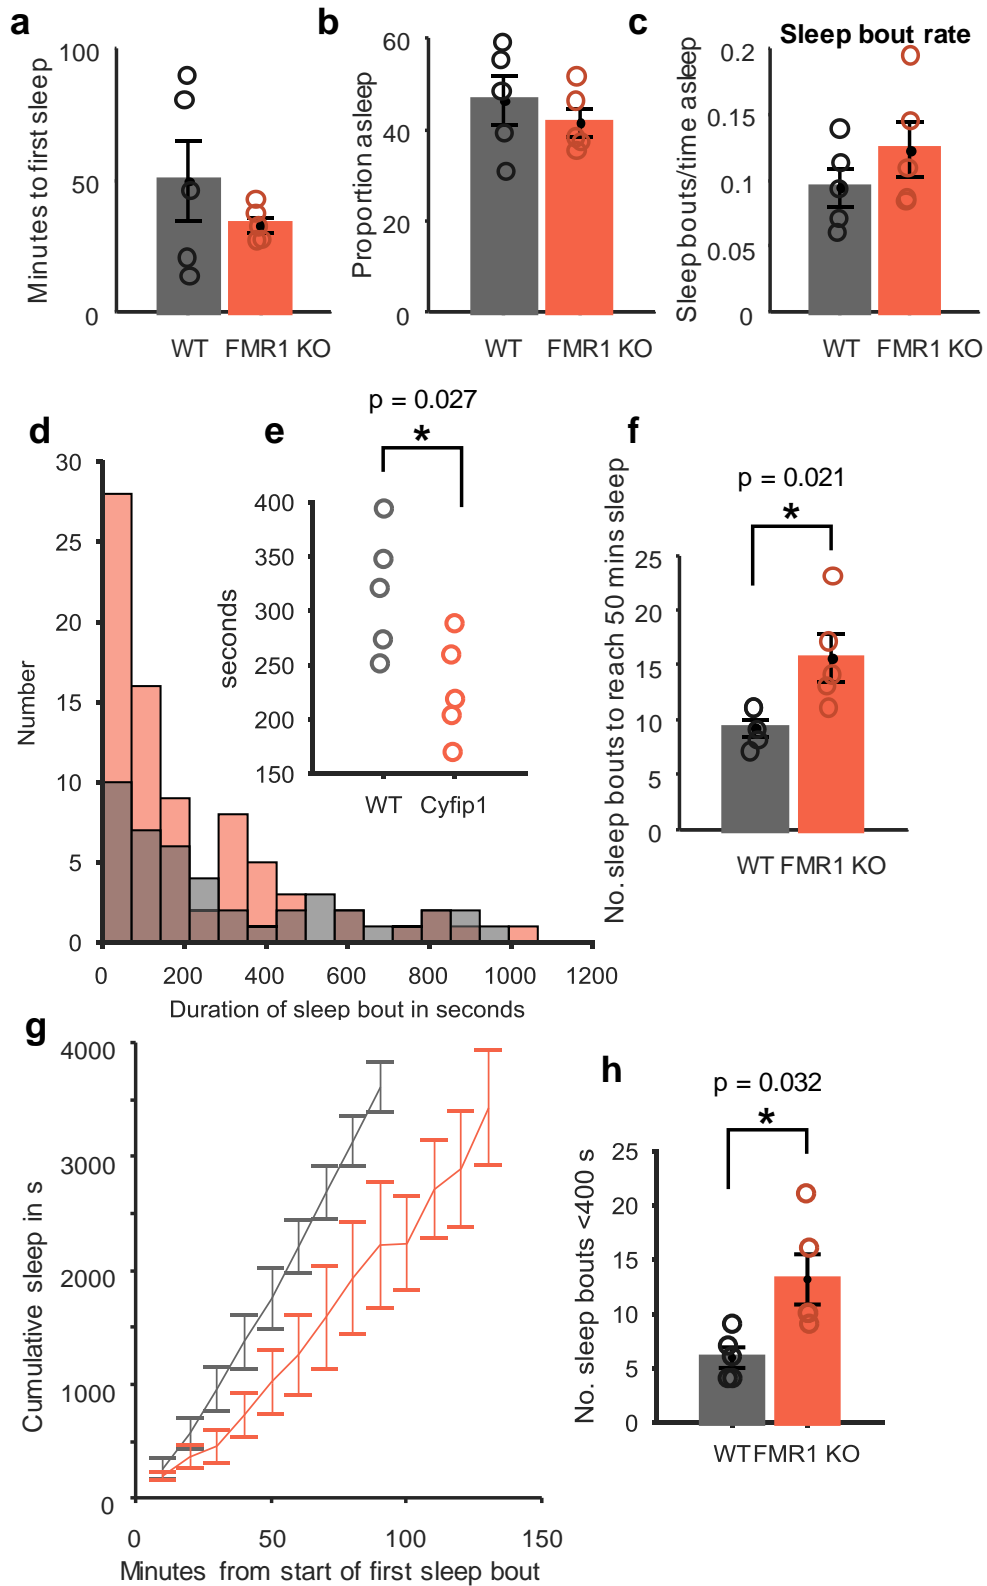 a
Minutes to first sleep
100
50
0
WT FMR1 KO
b
Proportion asleep
60
40
20
0
WT FMR1 KO
c
Sleep bout rate
Sleep bouts/time asleep
0.2
0.15
0.1
0.05
0
WT FMR1 KO
d
Number
30
25
20
15
10
5
0
0 200 400 600 800 1000 1200
Duration of sleep bout in seconds
e
p = 0.027
*
seconds
400
350
300
250
200
150
WT Cyfip1
f
p = 0.021
*
No. sleep bouts to reach 50 mins sleep
25
20
15
10
5
0
WT FMR1 KO
g
Cumulative sleep in s
4000
3000
2000
1000
0
0 50 100 150
Minutes from start of first sleep bout
h
p = 0.032
*
No. sleep bouts <400 s
25
20
15
10
5
0
WT FMR1 KO